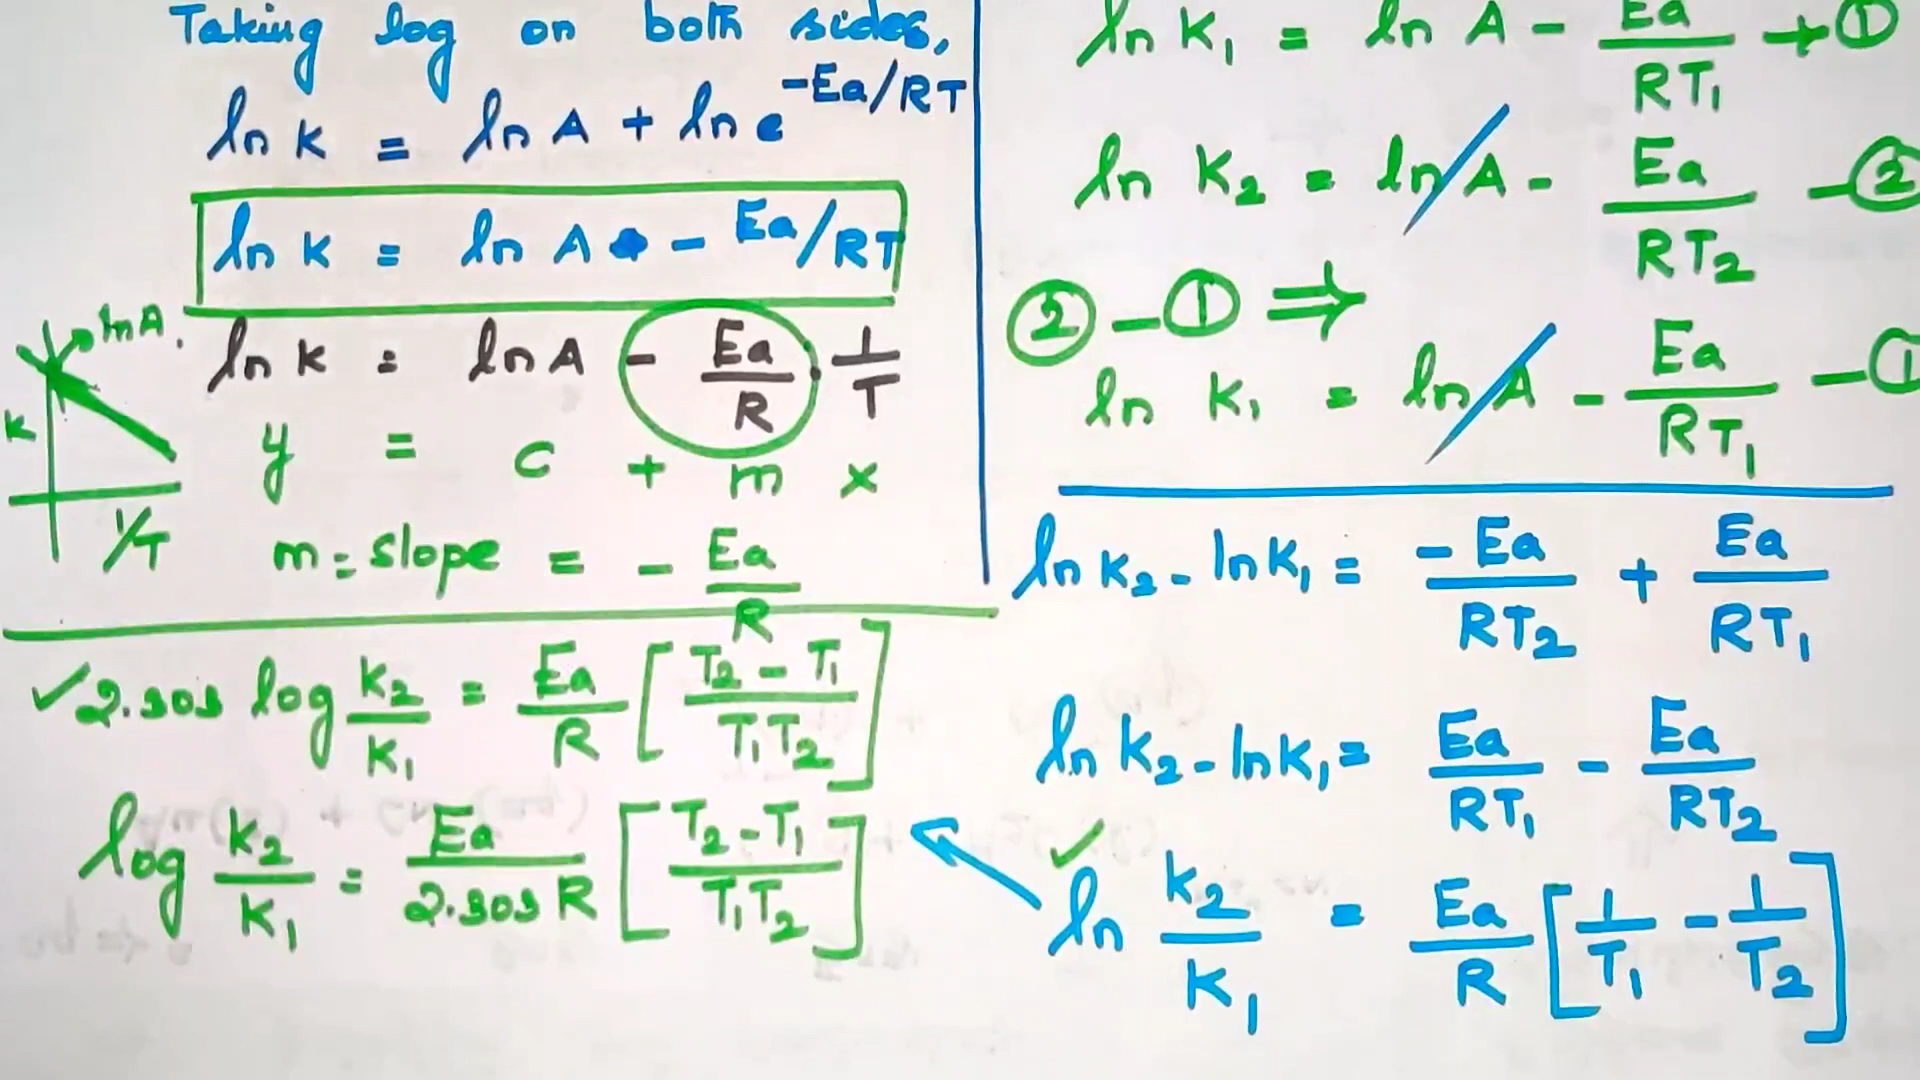 Taking log on both sides,
ln K = ln A + ln e^-Ea/RT
ln K = ln A - Ea/RT
ln A.
ln K = ln A - Ea/R . 1/T
K
y = c + m x
1/T
m = slope = - Ea/R
✓2.303 log K₂/K₁ = Ea/R [T₂ - T₁/T₁T₂]
log K₂/K₁ = Ea/2.303 R [T₂ - T₁/T₁T₂]
ln K₁ = ln A - Ea/RT₁ → ①
ln K₂ = ln A - Ea/RT₂ - ②
② - ① ⇒
ln K₁ = ln A - Ea/RT₁ - ①
ln K₂ - ln K₁ = -Ea/RT₂ + Ea/RT₁
ln K₂ - ln K₁ = Ea/RT₁ - Ea/RT₂
✓ ln K₂/K₁ = Ea/R [1/T₁ - 1/T₂]